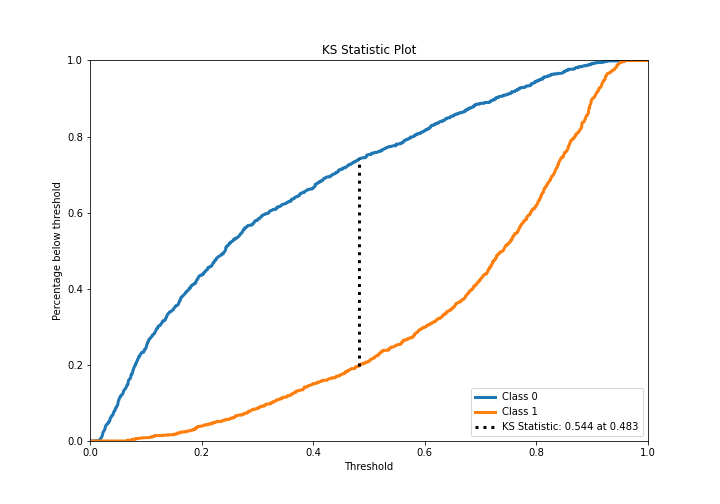 KS Statistic Plot
1.0
0.8
0.6
0.4
0.2
0.0
Percentage below threshold
0.0 0.2 0.4 0.6 0.8 1.0
Threshold
Class 0
Class 1
KS Statistic: 0.544 at 0.483